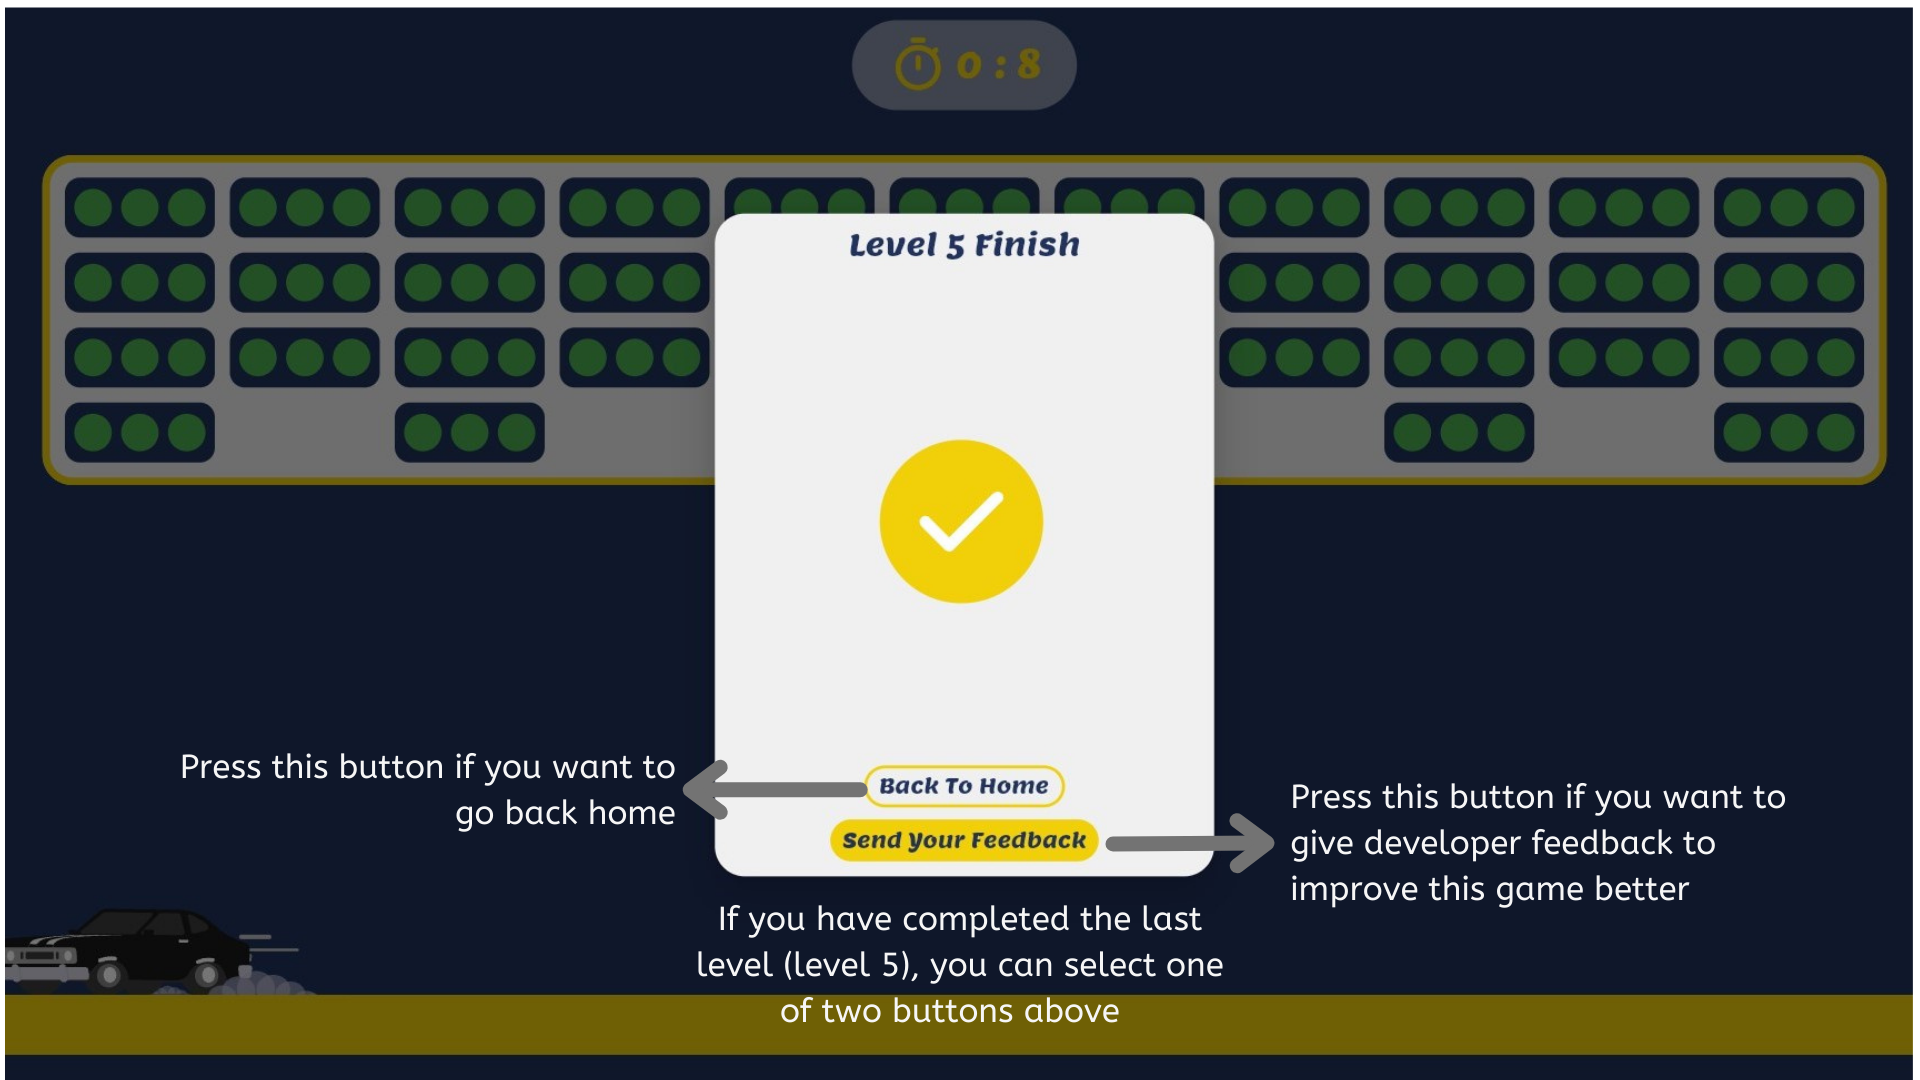 0 : 8
Level 5 Finish
Press this button if you want to
go back home
Back To Home
Send Your Feedback
Press this button if you want to
give developer feedback to
improve this game better
If you have completed the last
level (level 5), you can select one
of two buttons above